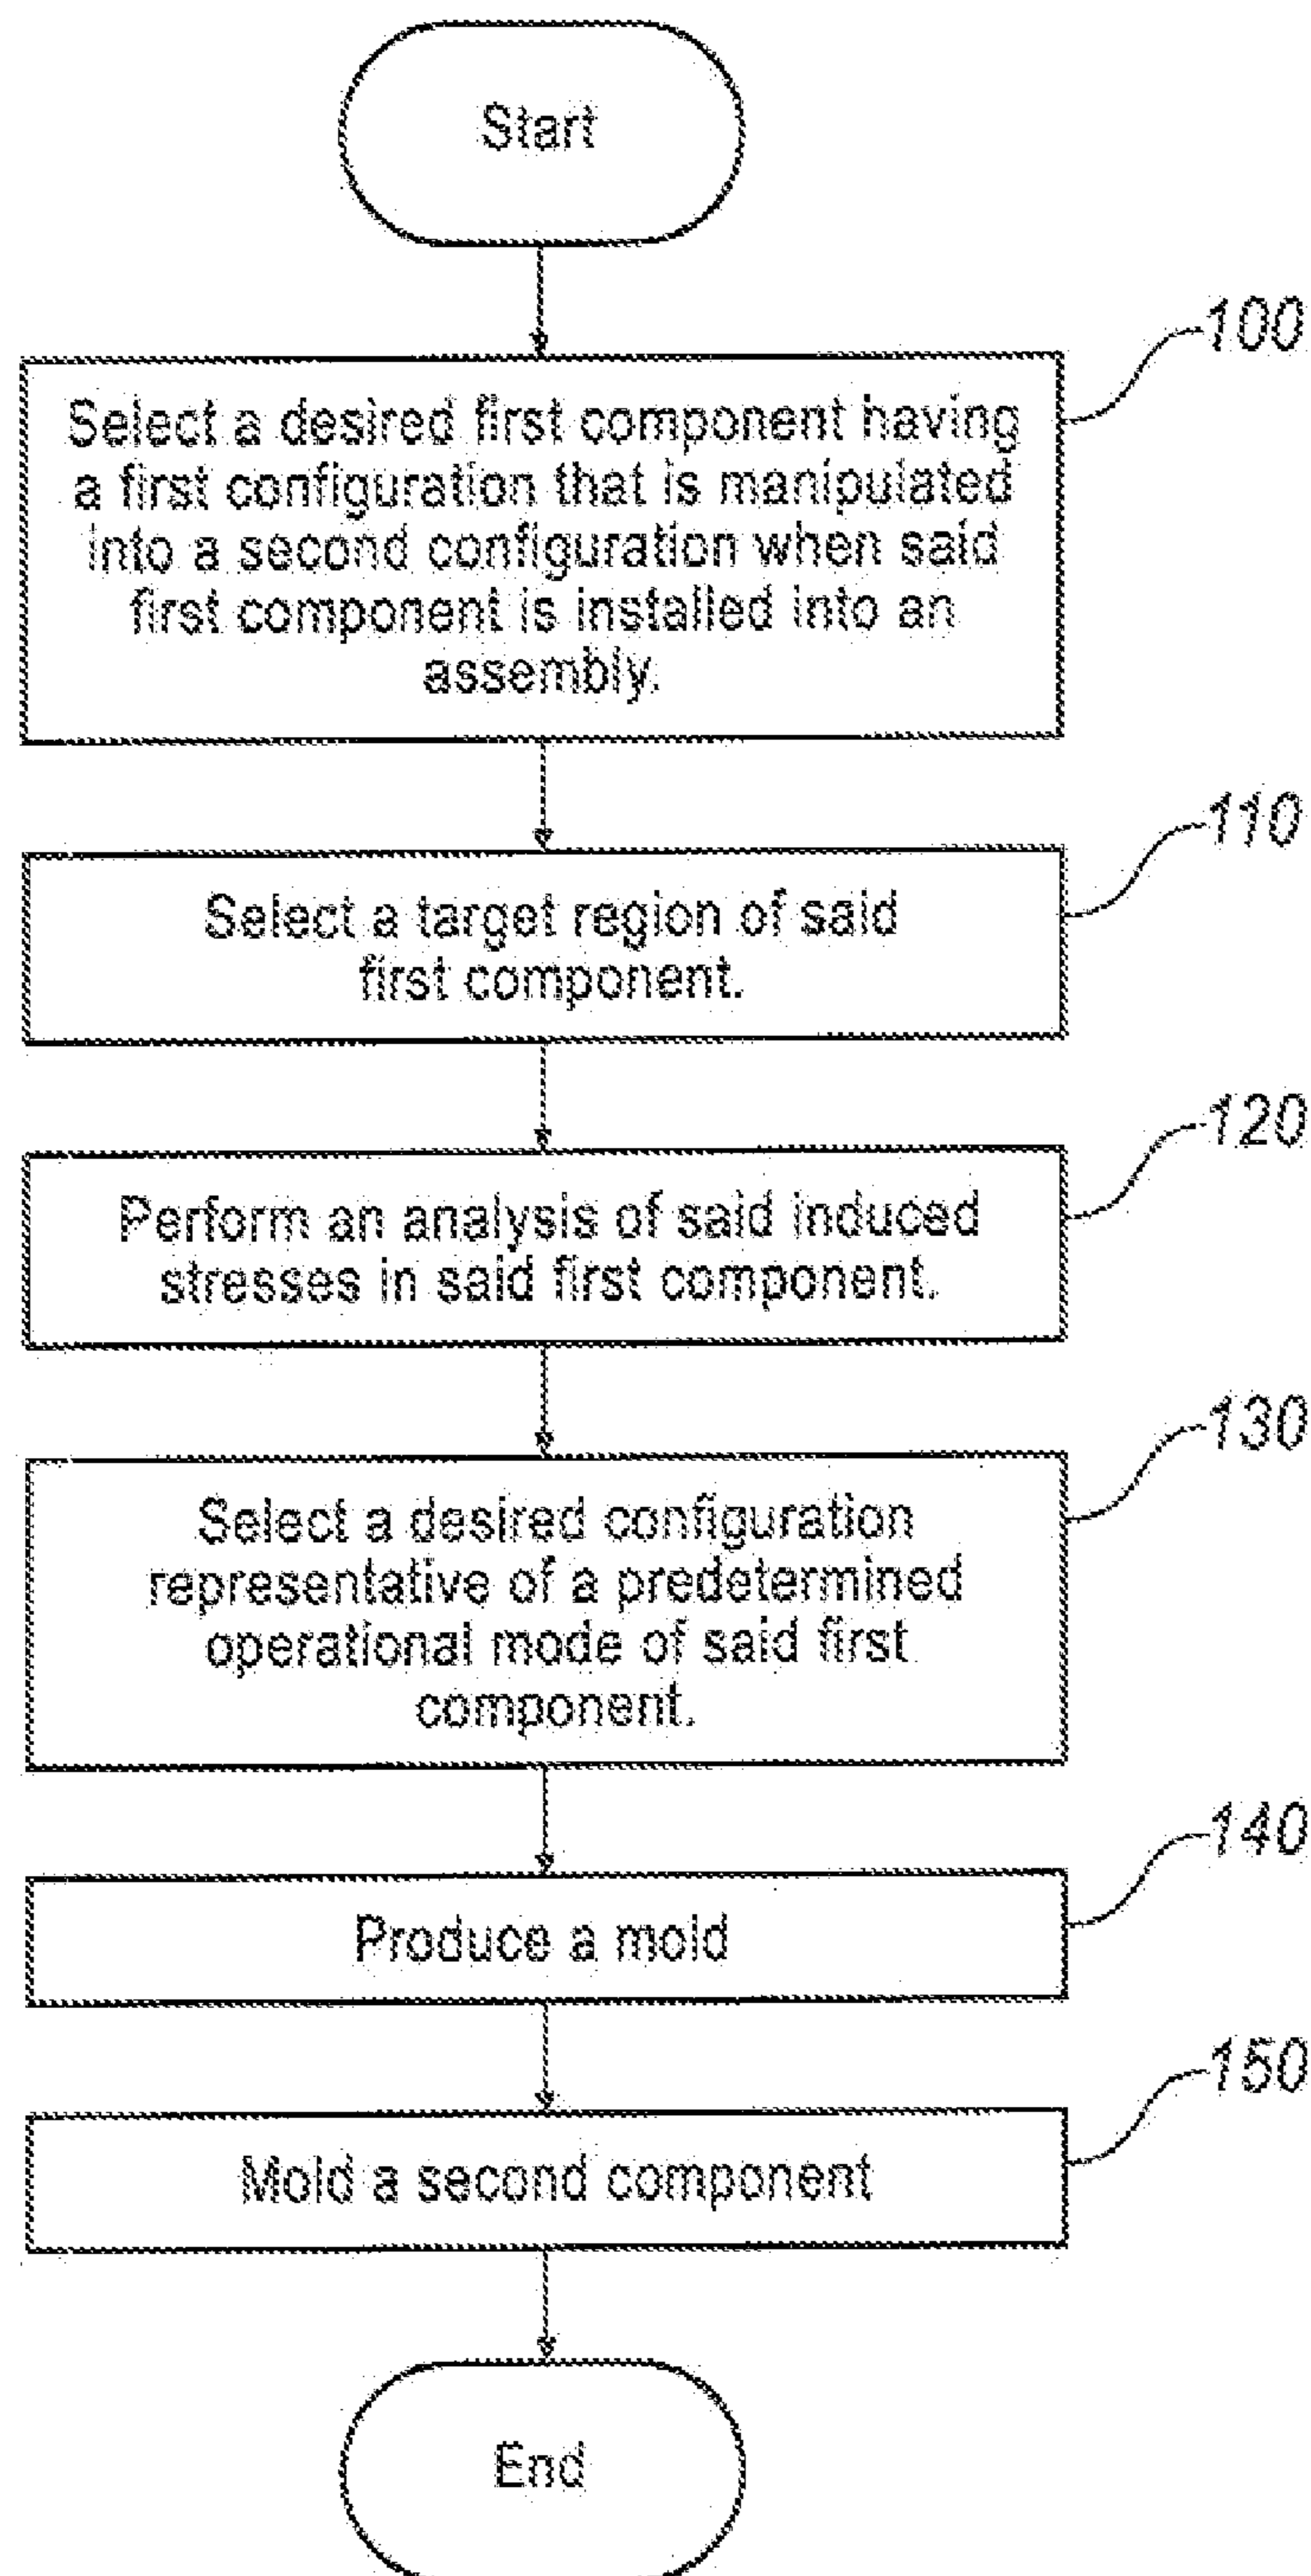 Start
100
Select a desired first component having
a first configuration that is manipulated
into a second configuration when said
first component is installed into an
assembly.
110
Select a target region of said
first component.
120
Perform an analysis of said induced
stresses in said first component.
130
Select a desired configuration
representative of a predetermined
operational mode of said first
component.
140
Produce a mold
150
Mold a second component
End